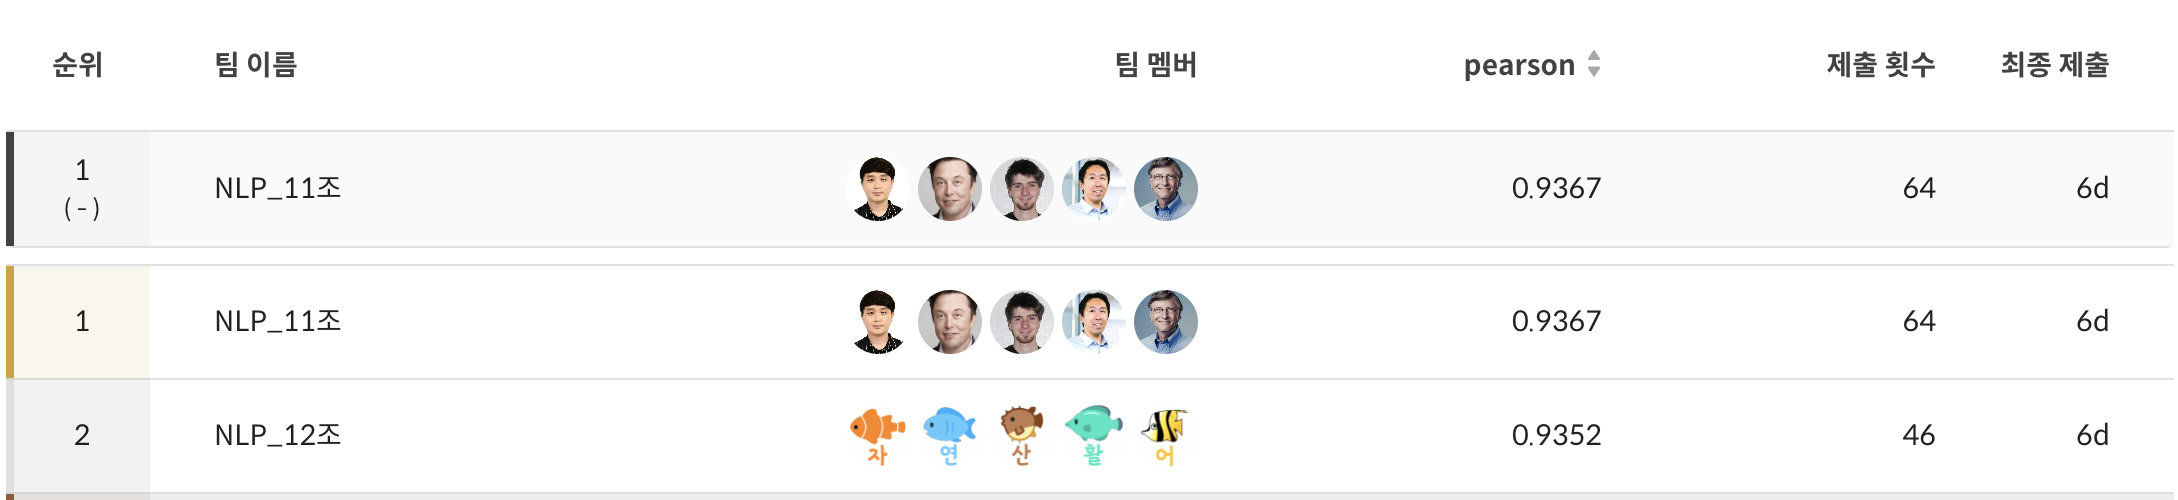 순위 팀 이름 팀 멤버 pearson 제출 횟수 최종 제출
1 NLP_11조 0.9367 64 6d
( - )
1 NLP_11조 0.9367 64 6d
2 NLP_12조 자 연 산 활 어 0.9352 46 6d